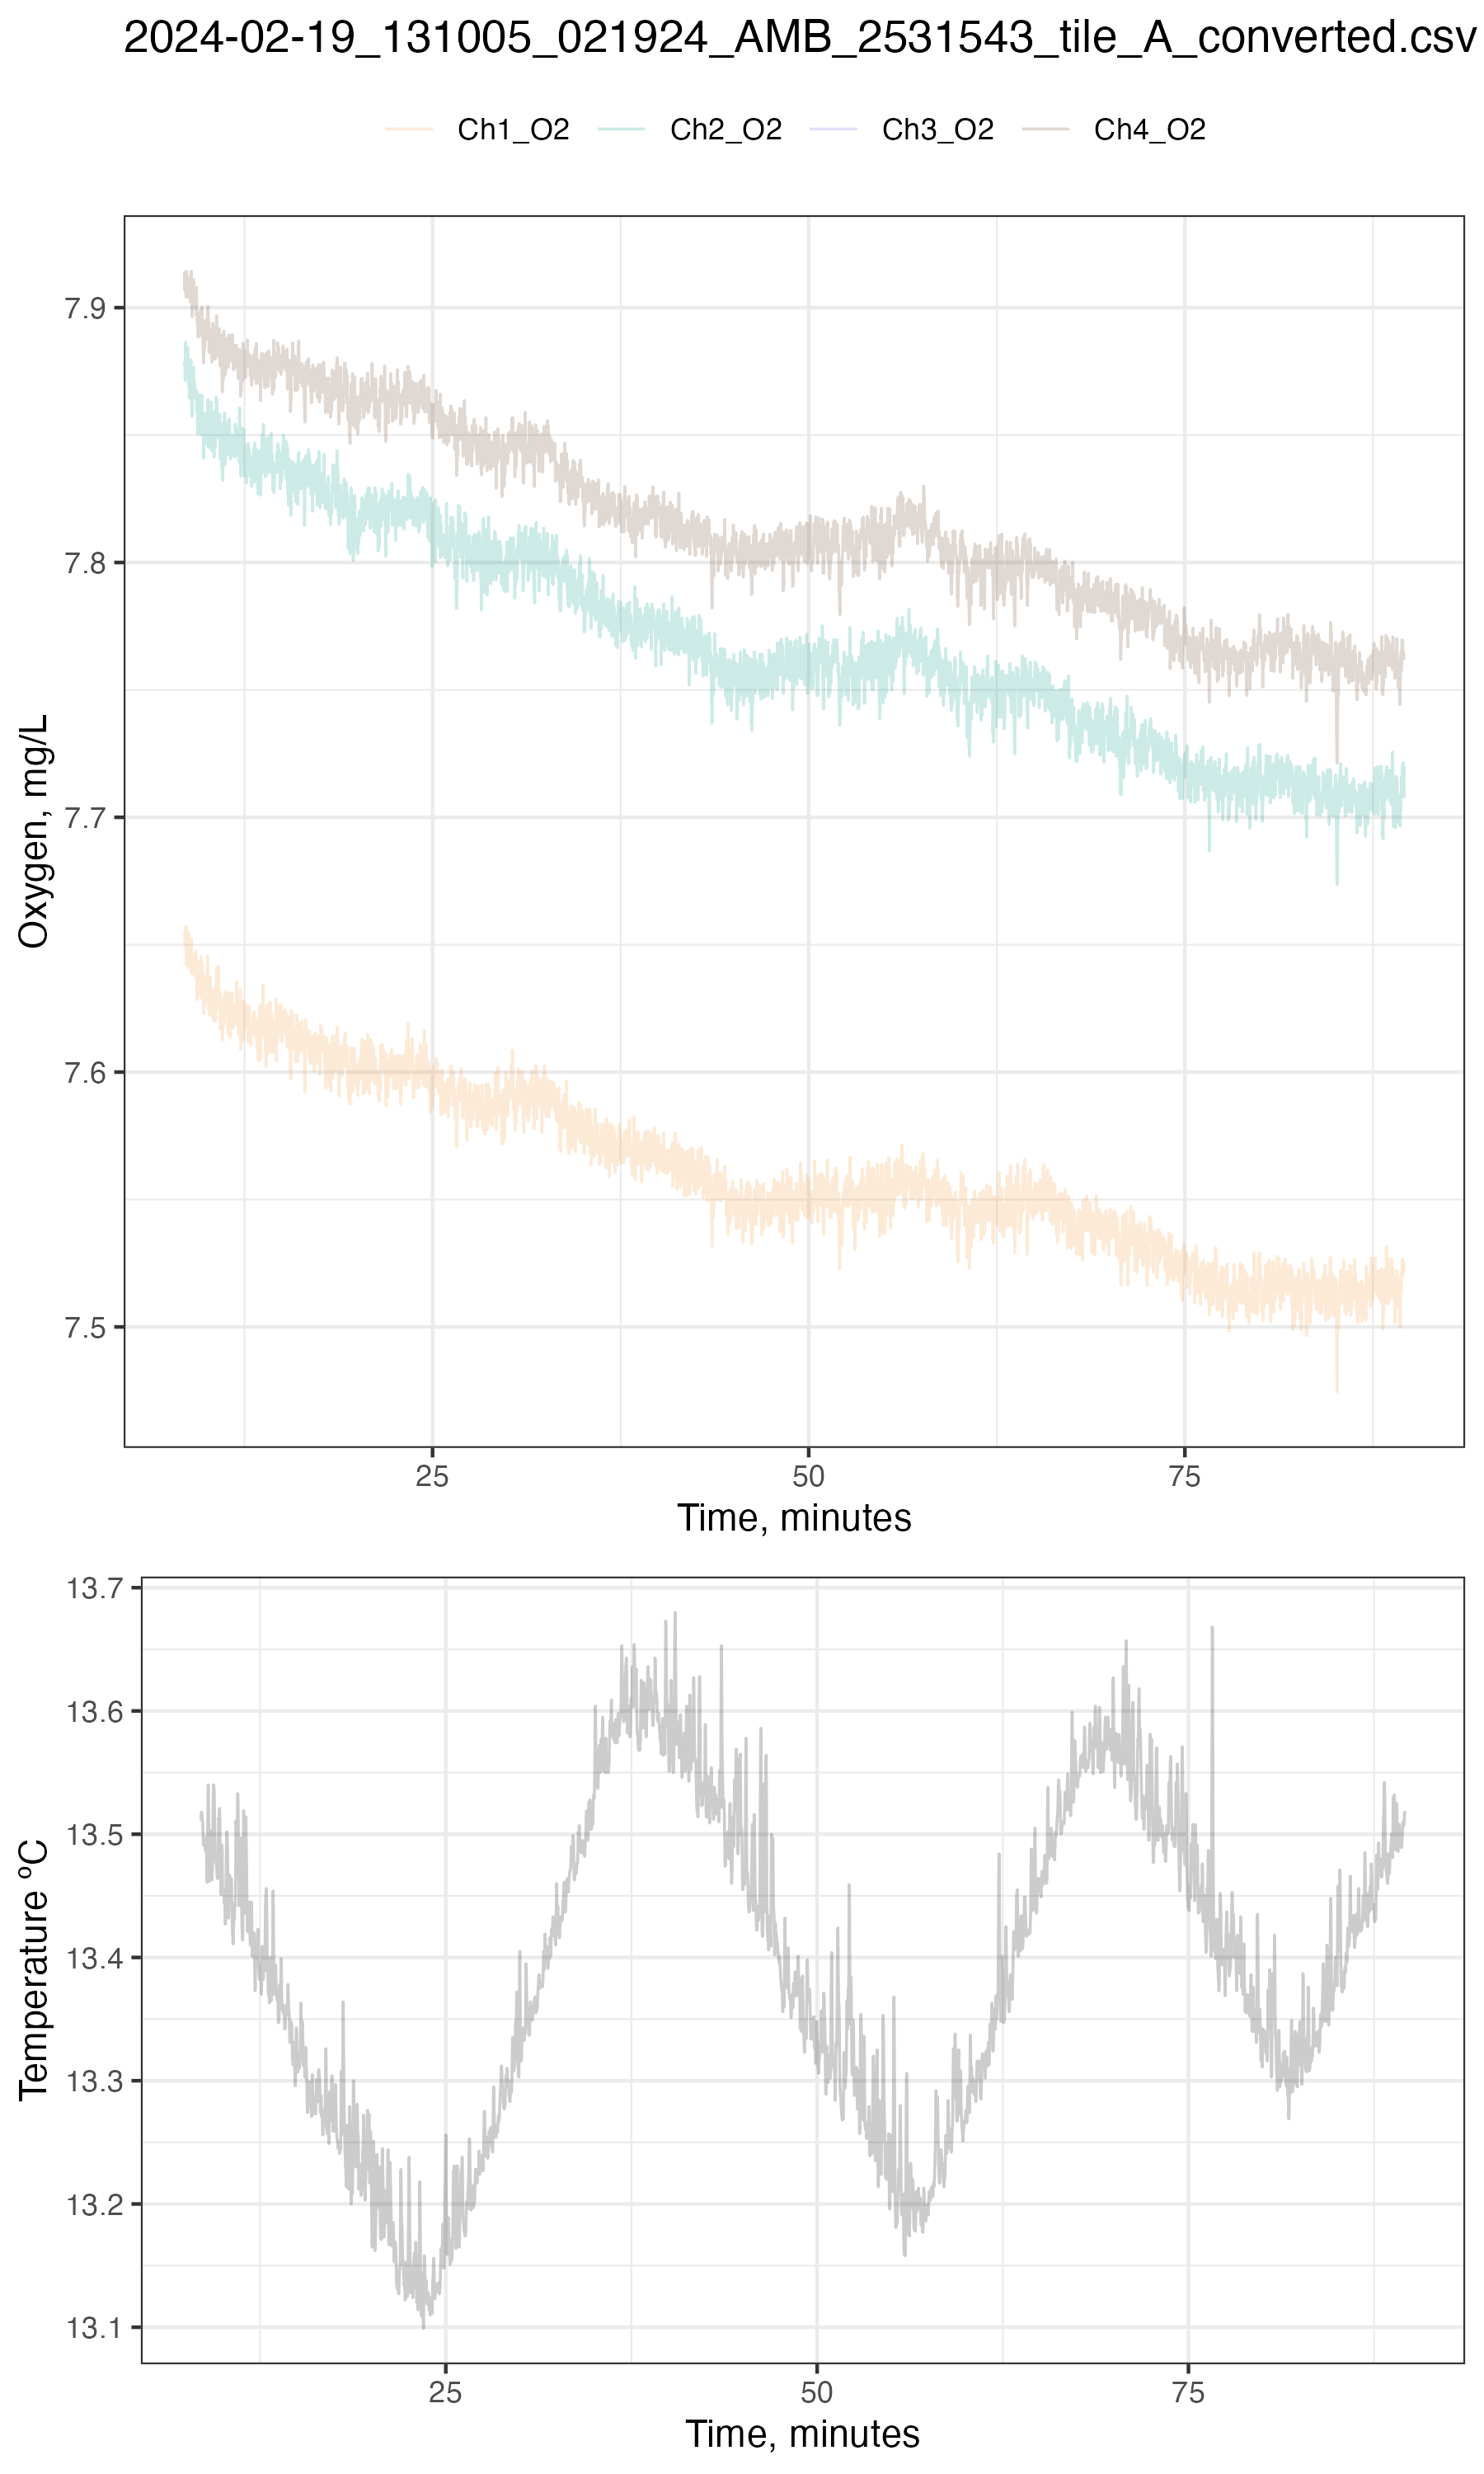 2024-02-19_131005_021924_AMB_2531543_tile_A_converted.csv
Ch1_O2 Ch2_O2 Ch3_O2 Ch4_O2
7.9
7.8
7.7
7.6
7.5
Oxygen, mg/L
25 50 75
Time, minutes
13.7
13.6
13.5
13.4
13.3
13.2
13.1
Temperature ºC
25 50 75
Time, minutes